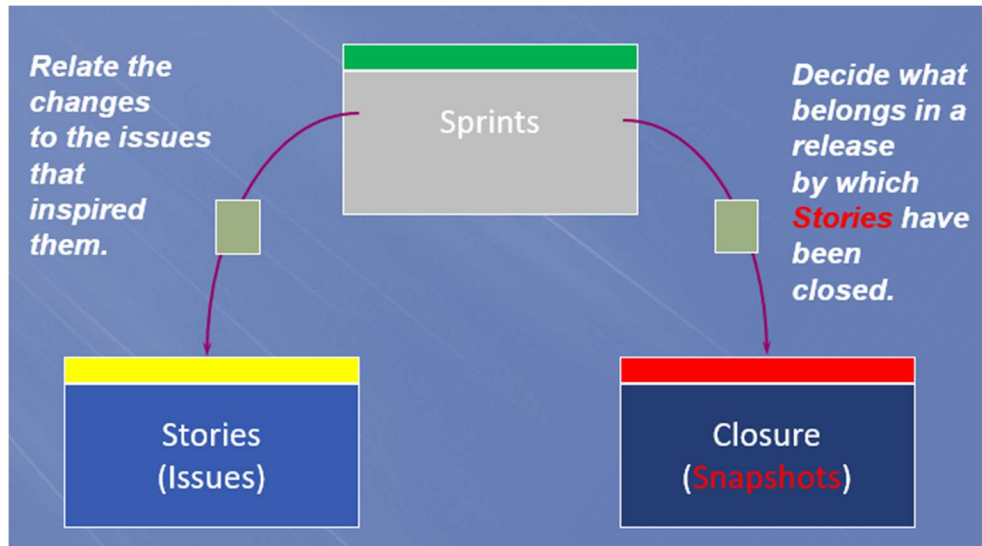 Relate the
changes
to the issues
that
inspired
them.
Sprints
Decide what
belongs in a
release
by which
Stories have
been
closed.
Stories
(Issues)
Closure
(Snapshots)